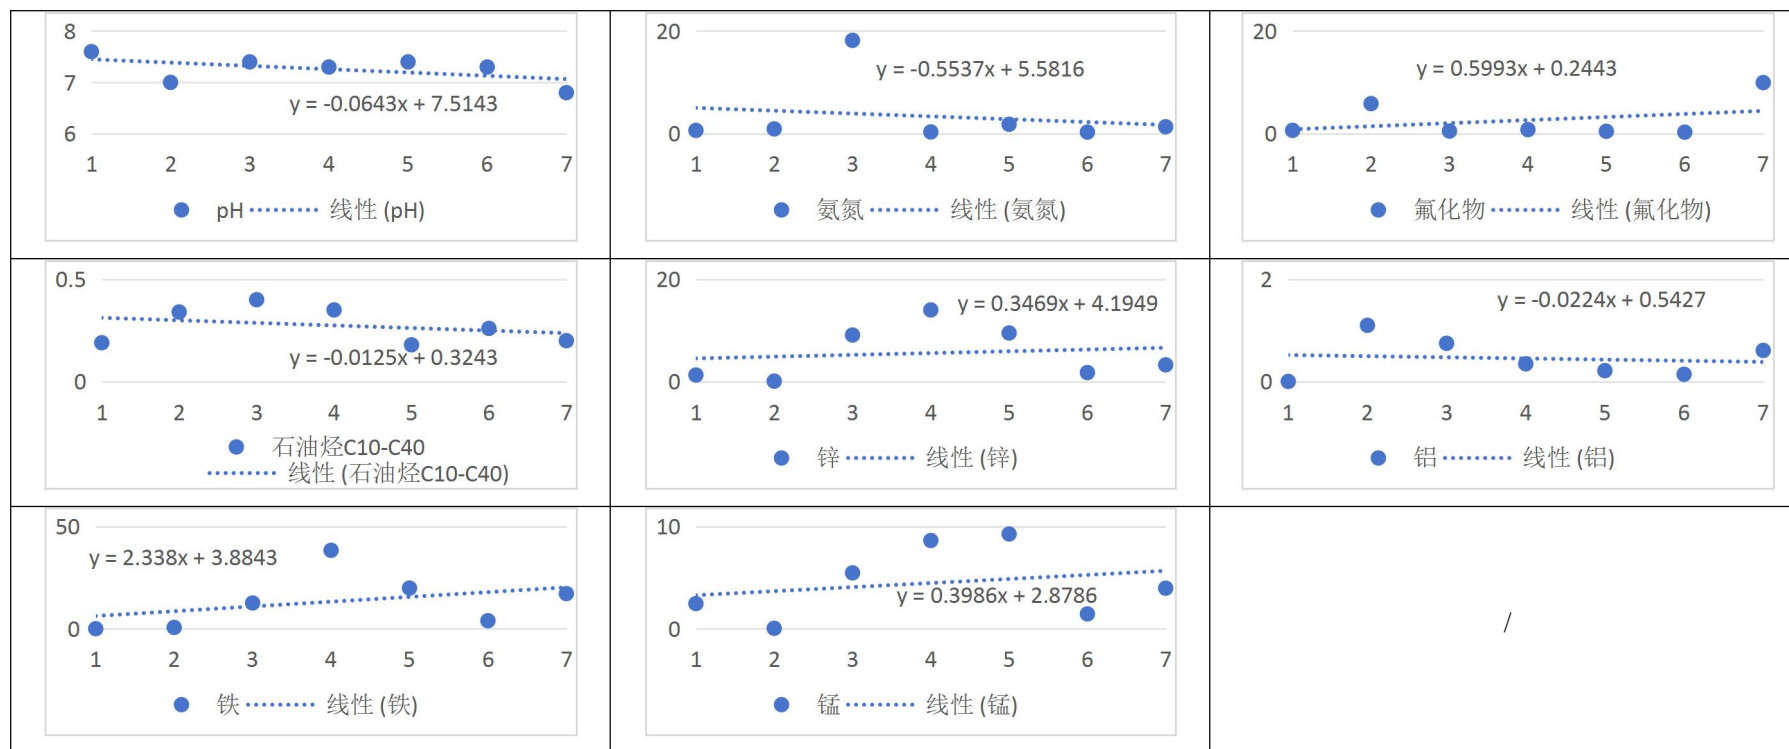 8
7
6
y = -0.0643x + 7.5143
1 2 3 4 5 6 7
pH 线性 (pH)
20
0
y = -0.5537x + 5.5816
1 2 3 4 5 6 7
氨氮 线性 (氨氮)
20
0
y = 0.5993x + 0.2443
1 2 3 4 5 6 7
氟化物 线性 (氟化物)
0.5
0
y = -0.0125x + 0.3243
1 2 3 4 5 6 7
石油烃C10-C40
线性 (石油烃C10-C40)
20
0
y = 0.3469x + 4.1949
1 2 3 4 5 6 7
锌 线性 (锌)
2
0
y = -0.0224x + 0.5427
1 2 3 4 5 6 7
铝 线性 (铝)
50
0
y = 2.338x + 3.8843
1 2 3 4 5 6 7
铁 线性 (铁)
10
0
y = 0.3986x + 2.8786
1 2 3 4 5 6 7
锰 线性 (锰)
/